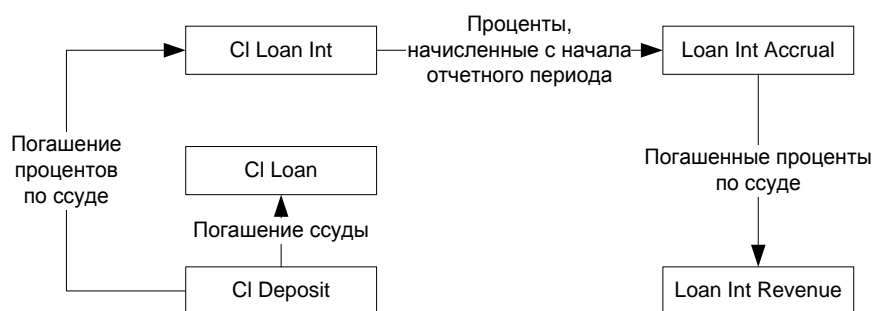 Cl Loan Int
Проценты,
начисленные с начала
отчетного периода
Loan Int Accrual
Погашение
процентов
по ссуде
Cl Loan
Погашенные проценты
по ссуде
Погашение ссуды
Cl Deposit
Loan Int Revenue